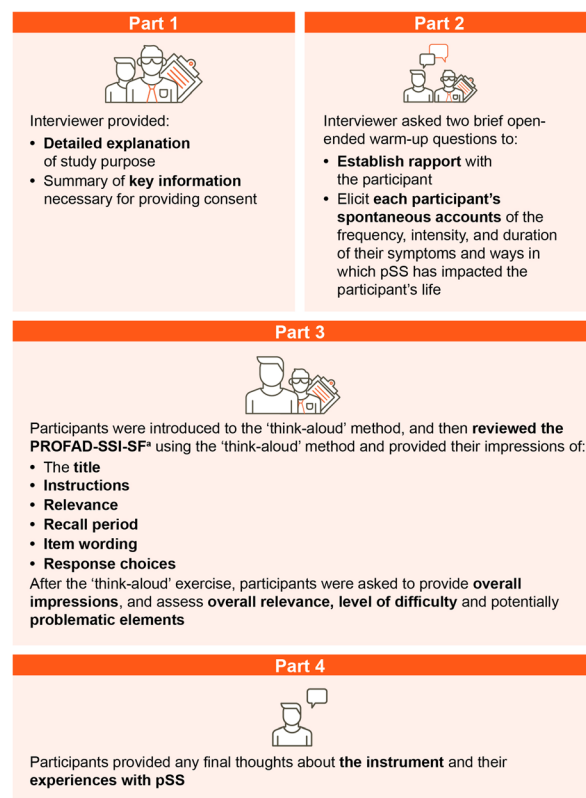 Part 1
Interviewer provided:
• Detailed explanation
of study purpose
• Summary of key information
necessary for providing consent
Part 2
Interviewer asked two brief open-
ended warm-up questions to:
• Establish rapport with
the participant
• Elicit each participant’s
spontaneous accounts of the
frequency, intensity, and duration
of their symptoms and ways in
which pSS has impacted the
participant’s life
Part 3
Participants were introduced to the ‘think-aloud’ method, and then reviewed the
PROFAD-SSI-SFᵃ using the ‘think-aloud’ method and provided their impressions of:
• The title
• Instructions
• Relevance
• Recall period
• Item wording
• Response choices
After the ‘think-aloud’ exercise, participants were asked to provide overall
impressions, and assess overall relevance, level of difficulty and potentially
problematic elements
Part 4
Participants provided any final thoughts about the instrument and their
experiences with pSS